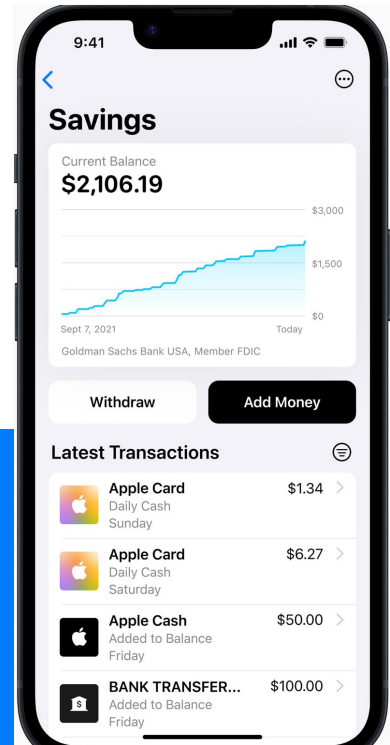 9:41
Savings
Current Balance
$2,106.19
$3,000
$1,500
$0
Sept 7, 2021 Today
Goldman Sachs Bank USA, Member FDIC
Withdraw Add Money
Latest Transactions
Apple Card $1.34
Daily Cash
Sunday
Apple Card $6.27
Daily Cash
Saturday
Apple Cash $50.00
Added to Balance
Friday
BANK TRANSFER... $100.00
Added to Balance
Friday